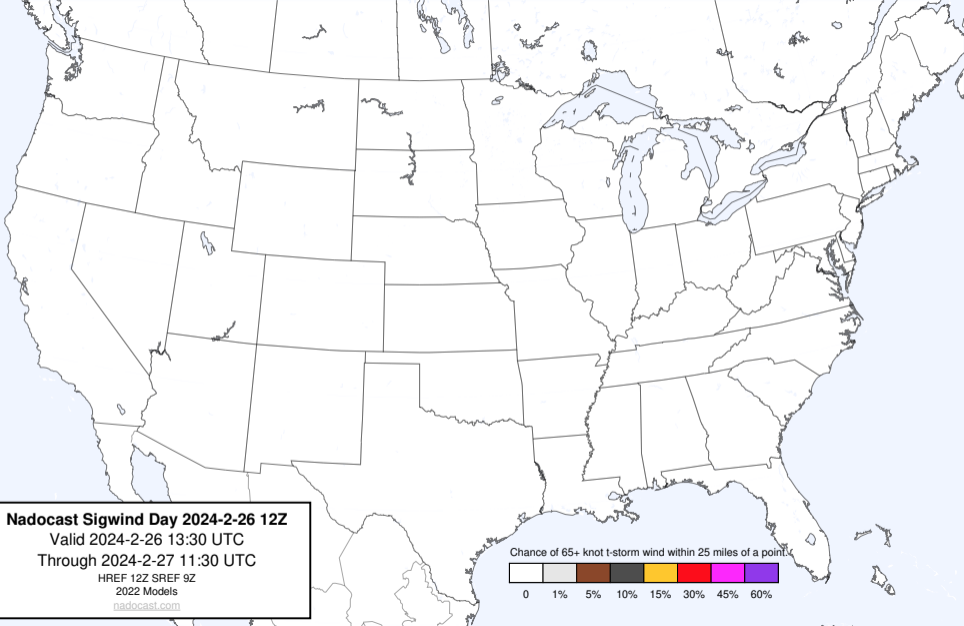 Nadocast Sigwind Day 2024-2-26 12Z
Valid 2024-2-26 13:30 UTC
Through 2024-2-27 11:30 UTC
HREF 12Z SREF 9Z
2022 Models
nadocast.com
Chance of 65+ knot t-storm wind within 25 miles of a point.
0 1% 5% 10% 15% 30% 45% 60%